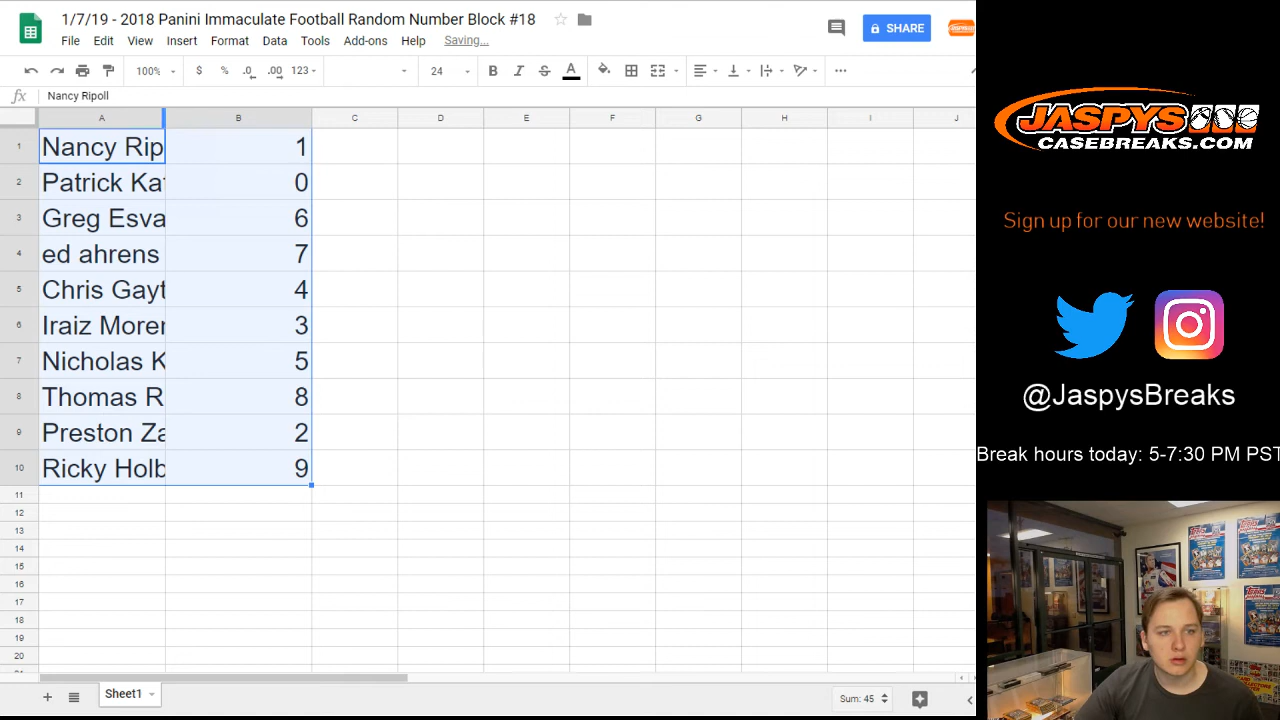 1/7/19 - 2018 Panini Immaculate Football Random Number Block #18
SHARE
File Edit View Insert Format Data Tools Add-ons Help Saving...
100% $ % .0 .00 123 24 B I S A
fx Nancy Ripoll
A B C D E F G H I J
1 Nancy Rip 1
2 Patrick Ka 0
3 Greg Esva 6
4 ed ahrens 7
5 Chris Gayt 4
6 Iraiz Morer 3
7 Nicholas K 5
8 Thomas R 8
9 Preston Za 2
10 Ricky Holb 9
11
12
13
14
15
16
17
18
19
20
Sheet1
Sum: 45
JASPYS
CASEBREAKS.COM
Sign up for our new website!
@JaspysBreaks
Break hours today: 5-7:30 PM PST